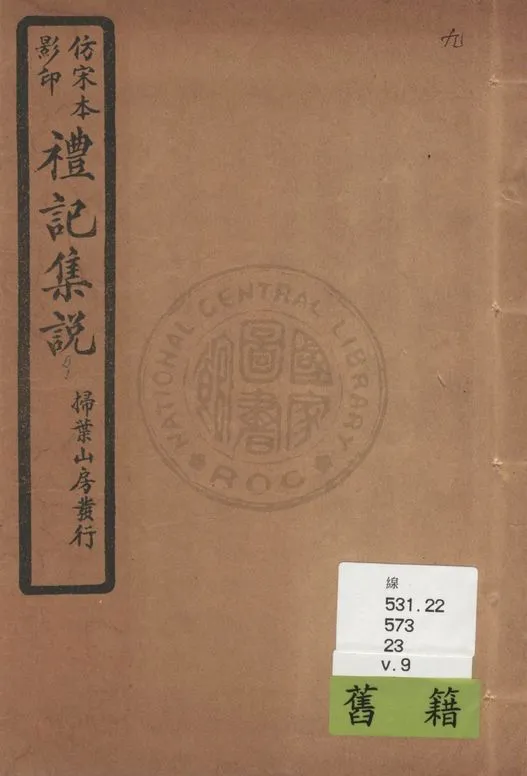 仿宋本
影印
禮記集説
掃葉山房發行
九
NATIONAL CENTRAL LIBRARY
國家
圖書
館
ROC
線
531.22
573
23
v.9
舊籍